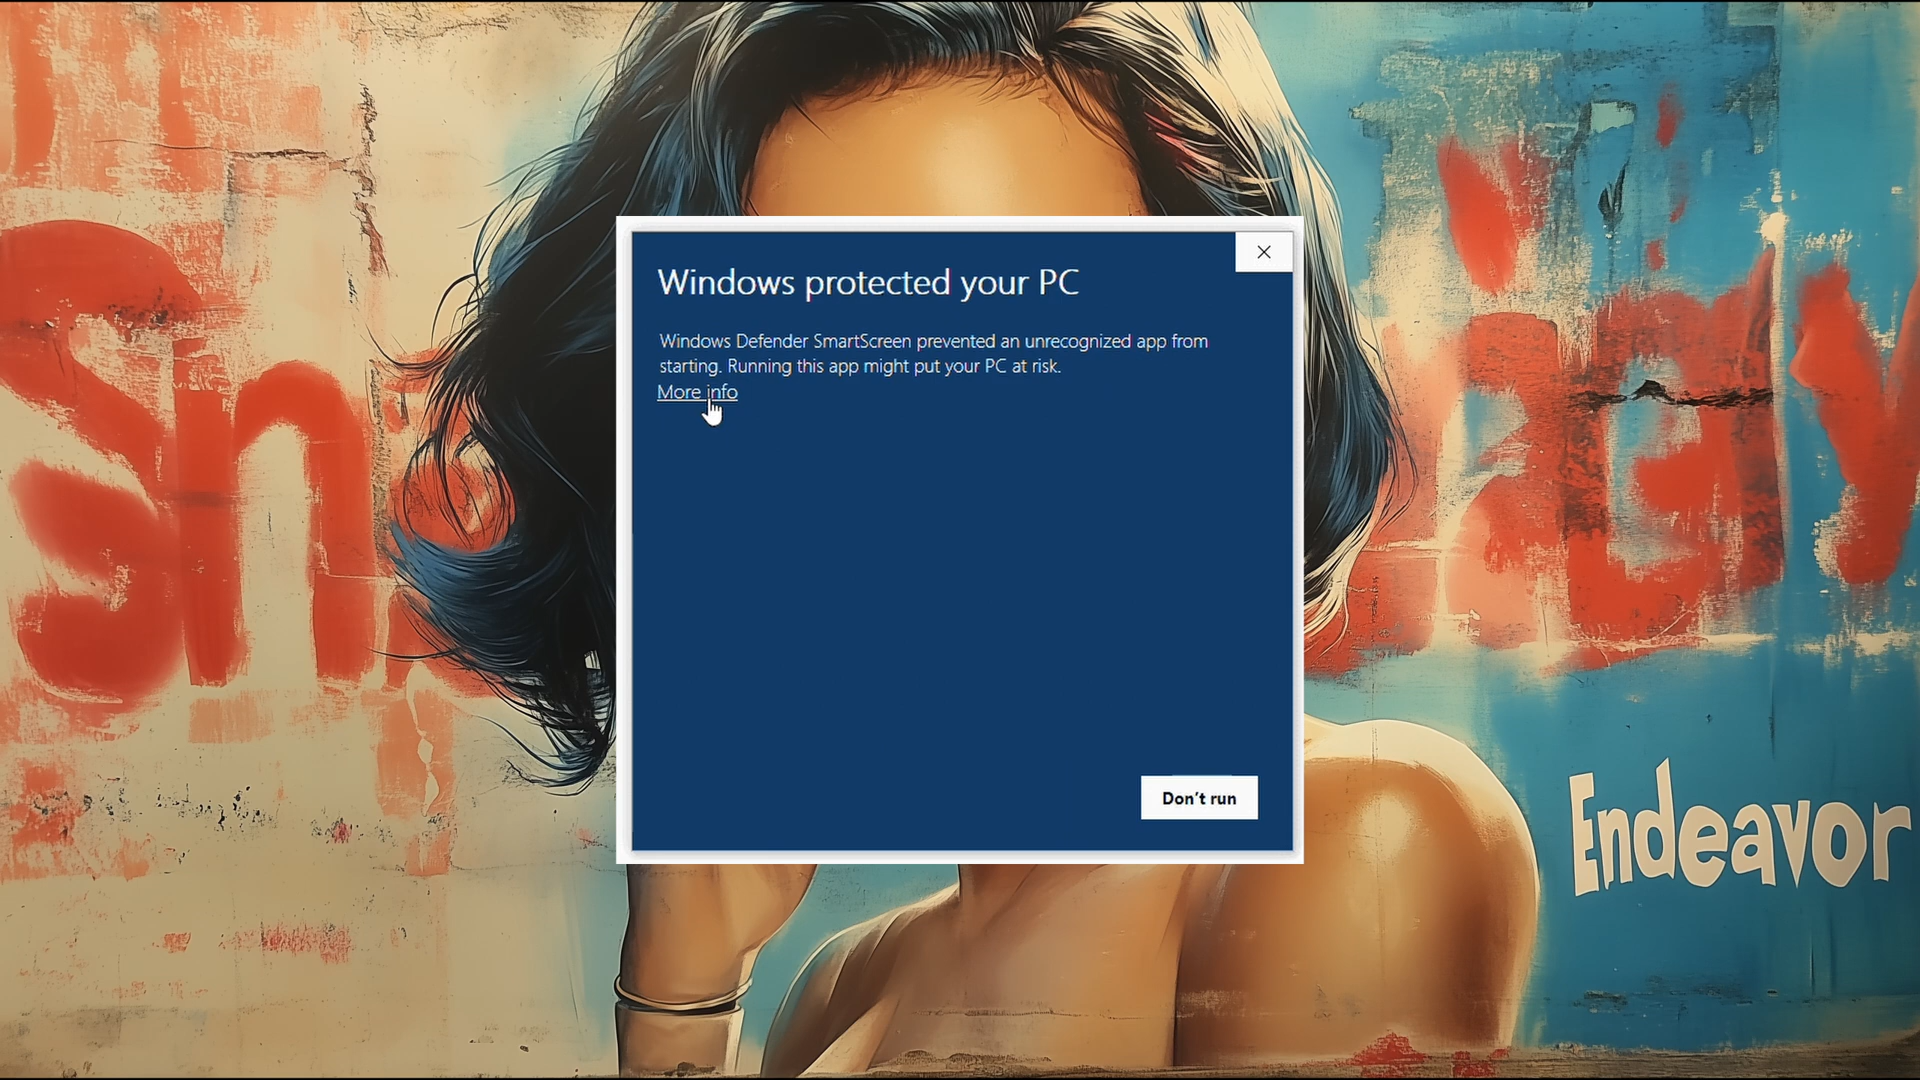 Windows protected your PC
Windows Defender SmartScreen prevented an unrecognized app from
starting. Running this app might put your PC at risk.
More info
Don't run
Endeavor